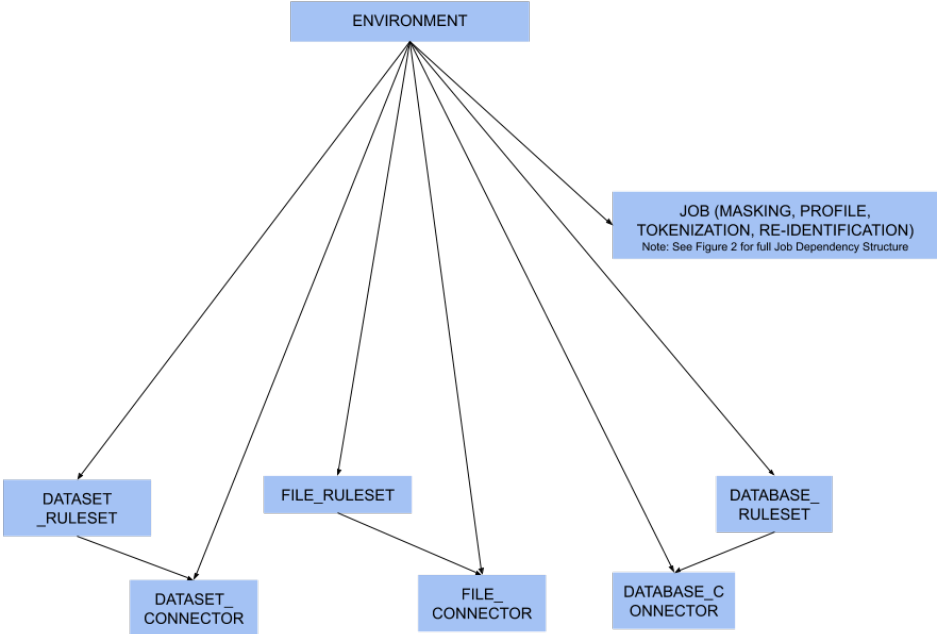 ENVIRONMENT
JOB (MASKING, PROFILE,
TOKENIZATION, RE-IDENTIFICATION)
Note: See Figure 2 for full Job Dependency Structure
DATASET
_RULESET
FILE_RULESET
DATABASE_
RULESET
DATASET_
CONNECTOR
FILE_
CONNECTOR
DATABASE_C
ONNECTOR